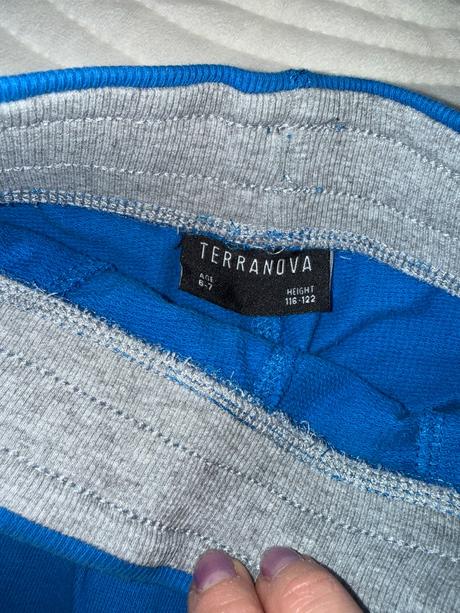 TERRANOVA
AGE
6-7
HEIGHT
116-122